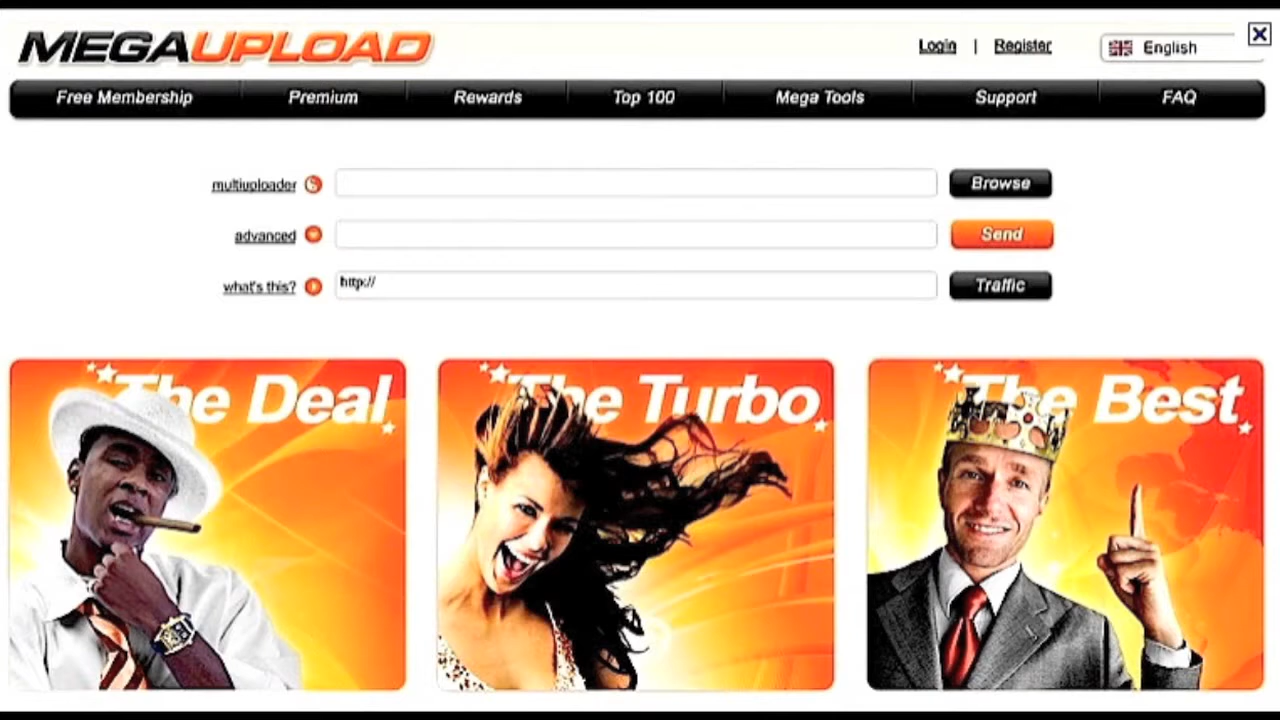 MEGAUPLOAD
Login | Register
English
Free Membership
Premium
Rewards
Top 100
Mega Tools
Support
FAQ
multiuploader
Browse
advanced
Send
what's this?
http://
Traffic
The Deal
The Turbo
The Best